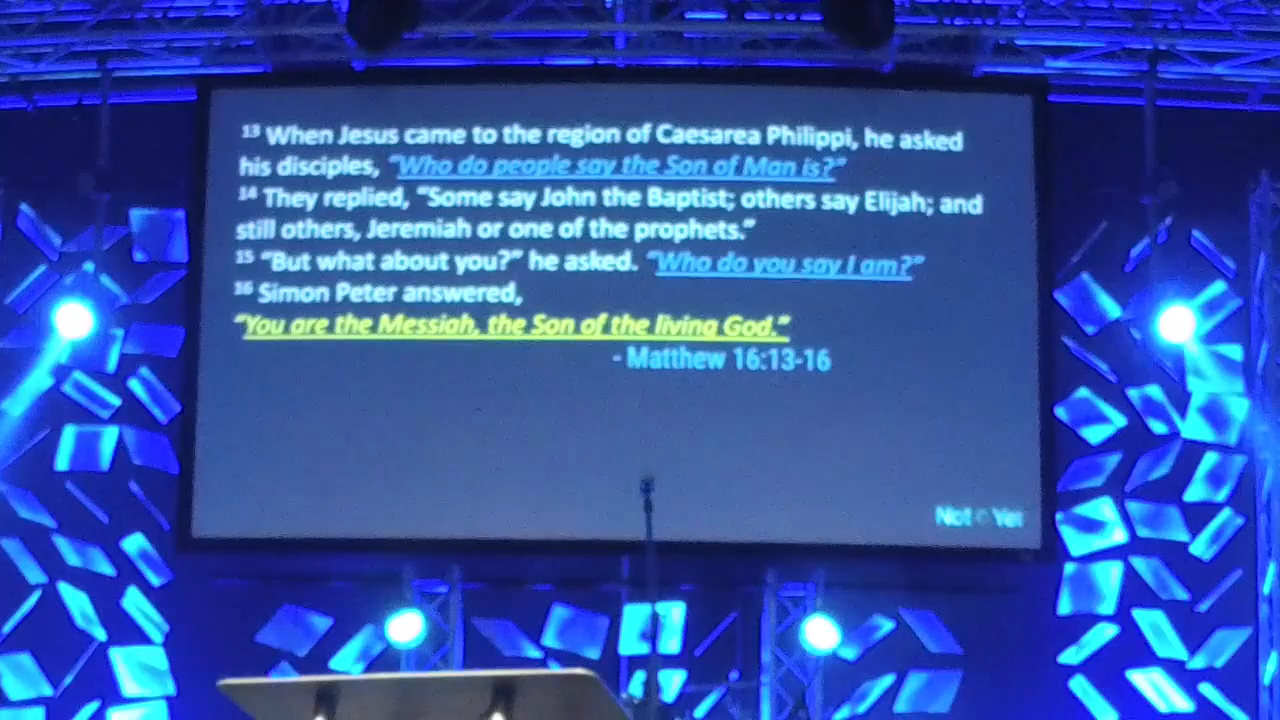 ¹³ When Jesus came to the region of Caesarea Philippi, he asked
his disciples, “Who do people say the Son of Man is?”
¹⁴ They replied, “Some say John the Baptist; others say Elijah; and
still others, Jeremiah or one of the prophets.”
¹⁵ “But what about you?” he asked. “Who do you say I am?”
¹⁶ Simon Peter answered,
“You are the Messiah, the Son of the living God.”
- Matthew 16:13-16
Not © Yet